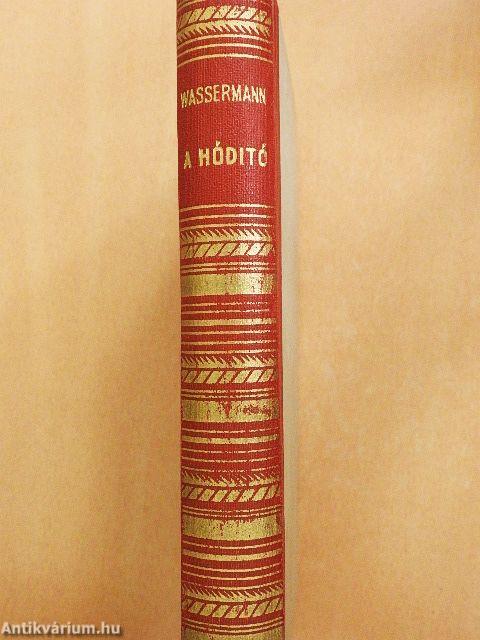 WASSERMANN
A HÓDITÓ
Antikvárium.hu